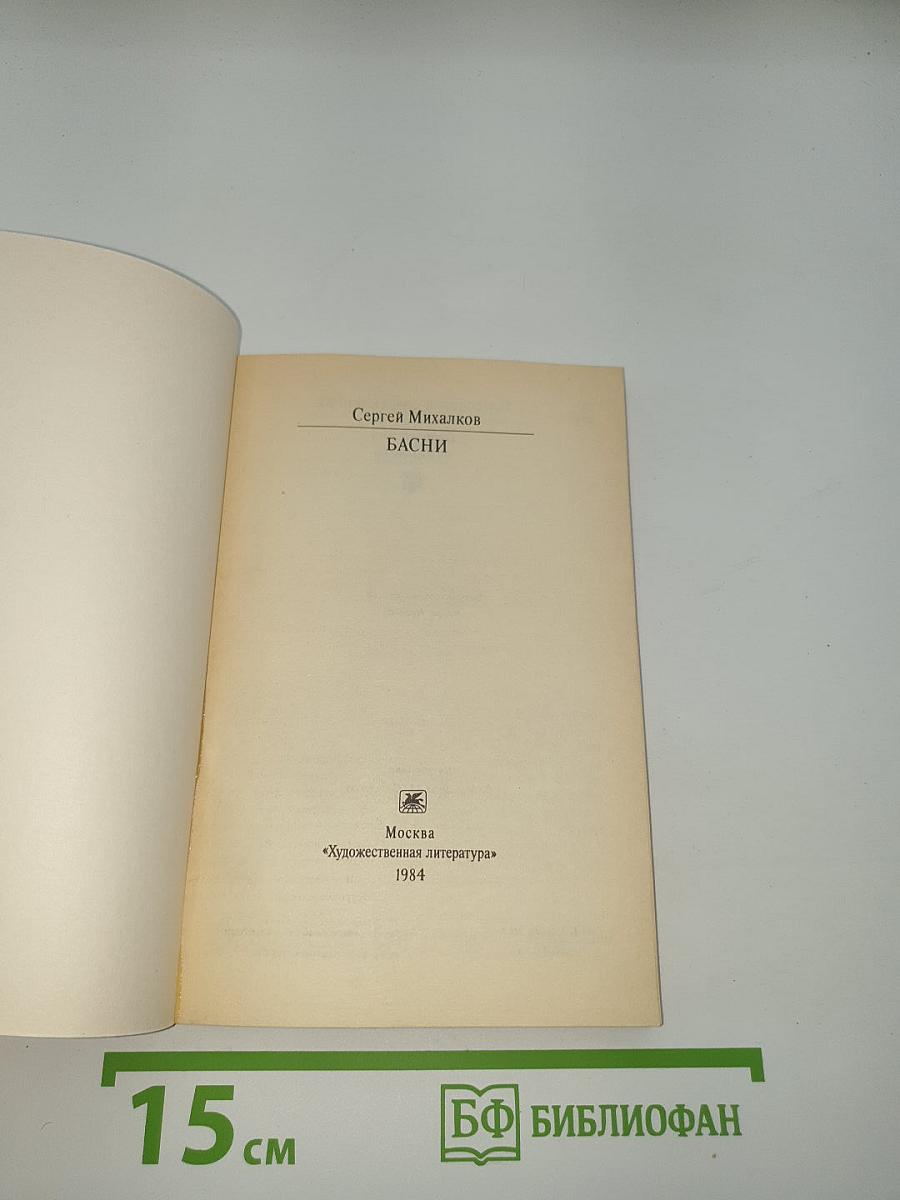 Сергей Михалков
БАСНИ
Москва
«Художественная литература»
1984
15 см
БФ БИБЛИОФАН